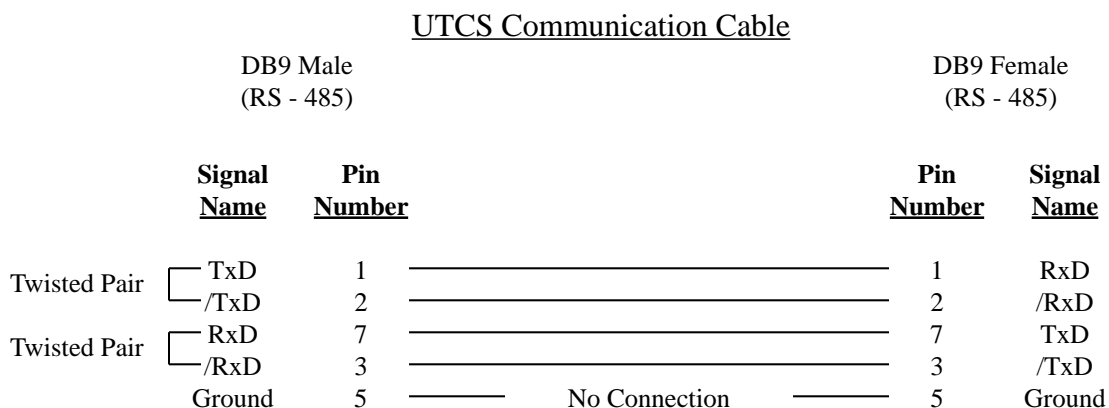 UTCS Communication Cable
DB9 Male DB9 Female
(RS - 485) (RS - 485)
Signal Pin Pin Signal
Name Number Number Name
Twisted Pair TxD 1 1 RxD
/TxD 2 2 /RxD
Twisted Pair RxD 7 7 TxD
/RxD 3 3 /TxD
Ground 5 No Connection 5 Ground